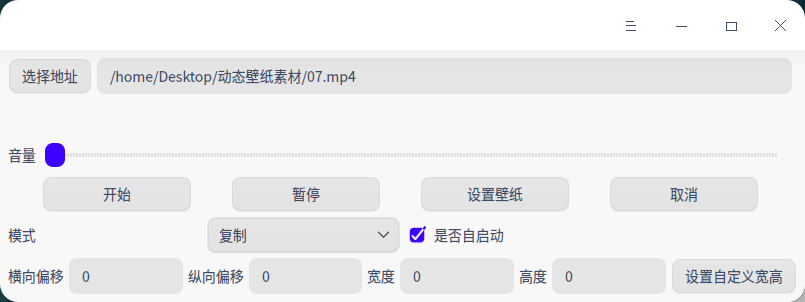 选择地址 /home/Desktop/动态壁纸素材/07.mp4
音量
开始 暂停 设置壁纸 取消
模式 复制 是否自启动
横向偏移 0 纵向偏移 0 宽度 0 高度 0 设置自定义宽高